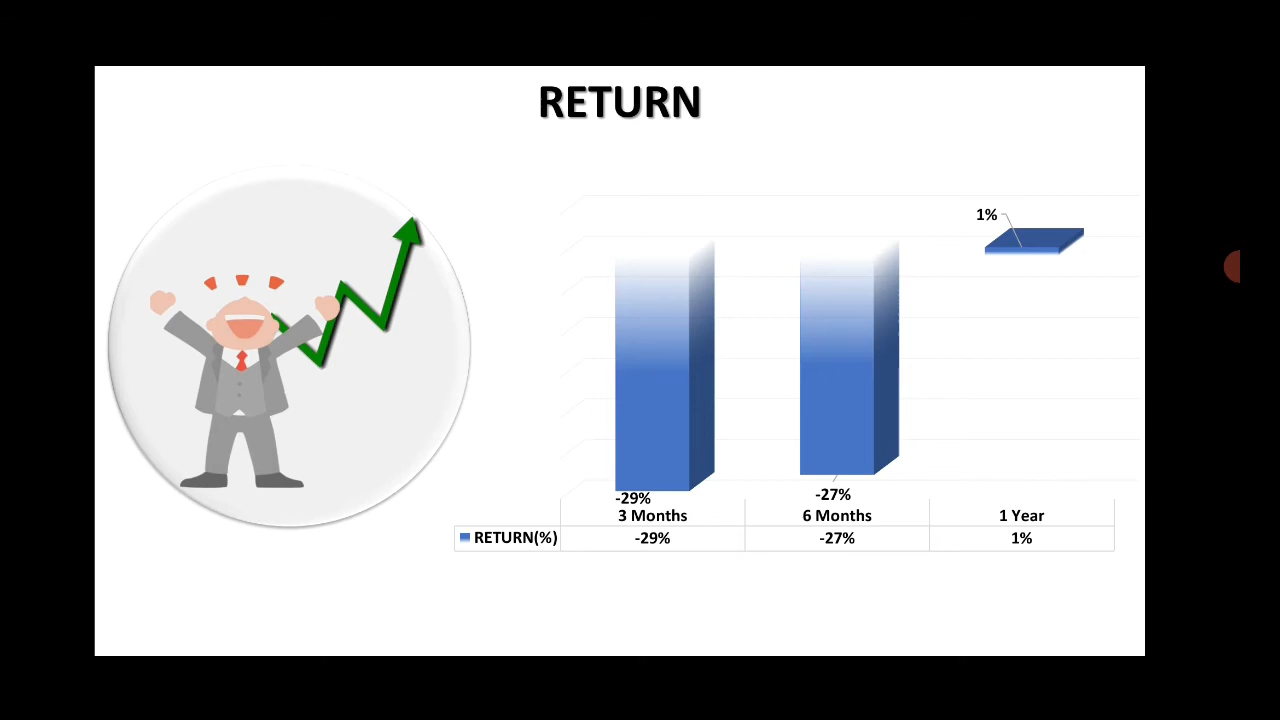 RETURN
1%
-29%
-27%
3 Months 6 Months 1 Year
RETURN(%) -29% -27% 1%